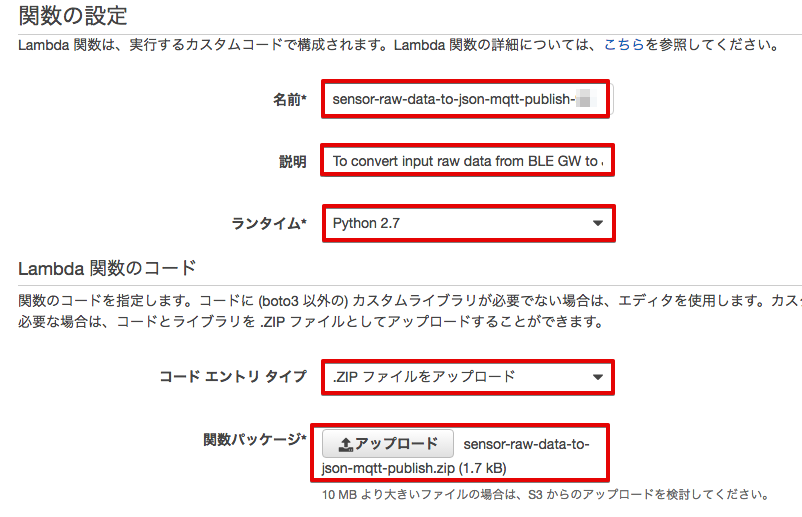 関数の設定
Lambda 関数は、実行するカスタムコードで構成されます。Lambda 関数の詳細については、こちらを参照してください。
名前* sensor-raw-data-to-json-mqtt-publish-
説明 To convert input raw data from BLE GW to
ランタイム* Python 2.7
Lambda 関数のコード
関数のコードを指定します。コードに (boto3 以外の) カスタムライブラリが必要でない場合は、エディタを使用します。カス
必要な場合は、コードとライブラリを .ZIP ファイルとしてアップロードすることができます。
コード エントリ タイプ .ZIP ファイルをアップロード
関数パッケージ* アップロード sensor-raw-data-to-
json-mqtt-publish.zip (1.7 kB)
10 MB より大きいファイルの場合は、S3 からのアップロードを検討してください。